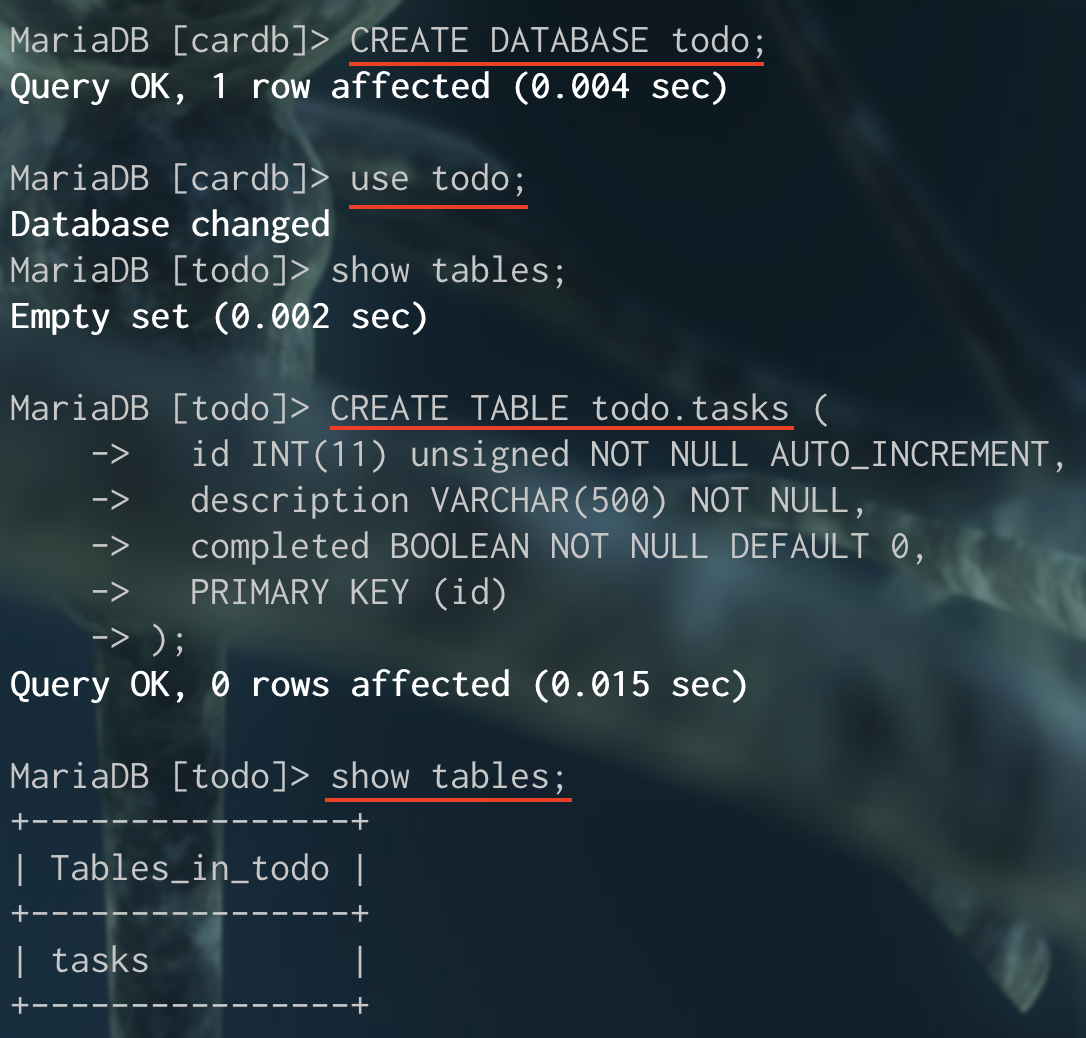 MariaDB [cardb]> CREATE DATABASE todo;
Query OK, 1 row affected (0.004 sec)
MariaDB [cardb]> use todo;
Database changed
MariaDB [todo]> show tables;
Empty set (0.002 sec)
MariaDB [todo]> CREATE TABLE todo.tasks (
    ->   id INT(11) unsigned NOT NULL AUTO_INCREMENT,
    ->   description VARCHAR(500) NOT NULL,
    ->   completed BOOLEAN NOT NULL DEFAULT 0,
    ->   PRIMARY KEY (id)
    -> );
Query OK, 0 rows affected (0.015 sec)
MariaDB [todo]> show tables;
+----------------+
| Tables_in_todo |
+----------------+
| tasks          |
+----------------+